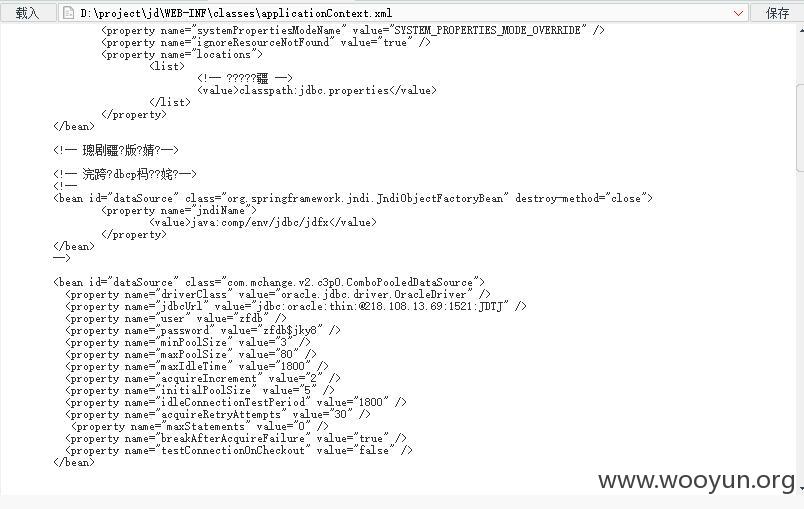 载入 D:\project\jd\WEB-INF\classes\applicationContext.xml 保存
<property name="systemPropertiesModeName" value="SYSTEM_PROPERTIES_MODE_OVERRIDE" />
<property name="ignoreResourceNotFound" value="true" />
<property name="locations">
<list>
<!-- ?????疆 -->
<value>classpath:jdbc.properties</value>
</list>
</property>
</bean>
<!-- 璁剧疆?版?婧?-->
<!-- 浣跨?dbcp杩??姹?-->
<!--
<bean id="dataSource" class="org.springframework.jndi.JndiObjectFactoryBean" destroy-method="close">
<property name="jndiName">
<value>java:comp/env/jdbc/jdfx</value>
</property>
</bean>
-->
<bean id="dataSource" class="com.mchange.v2.c3p0.ComboPooledDataSource">
<property name="driverClass" value="oracle.jdbc.driver.OracleDriver" />
<property name="jdbcUrl" value="jdbc:oracle:thin:@218.108.13.69:1521:JDTJ" />
<property name="user" value="zfdb" />
<property name="password" value="zfdb$jky8" />
<property name="minPoolSize" value="3" />
<property name="maxPoolSize" value="80" />
<property name="maxIdleTime" value="1800" />
<property name="acquireIncrement" value="2" />
<property name="initialPoolSize" value="5" />
<property name="idleConnectionTestPeriod" value="1800" />
<property name="acquireRetryAttempts" value="30" />
<property name="maxStatements" value="0" />
<property name="breakAfterAcquireFailure" value="true" />
<property name="testConnectionOnCheckout" value="false" />
</bean>
www.wooyun.org